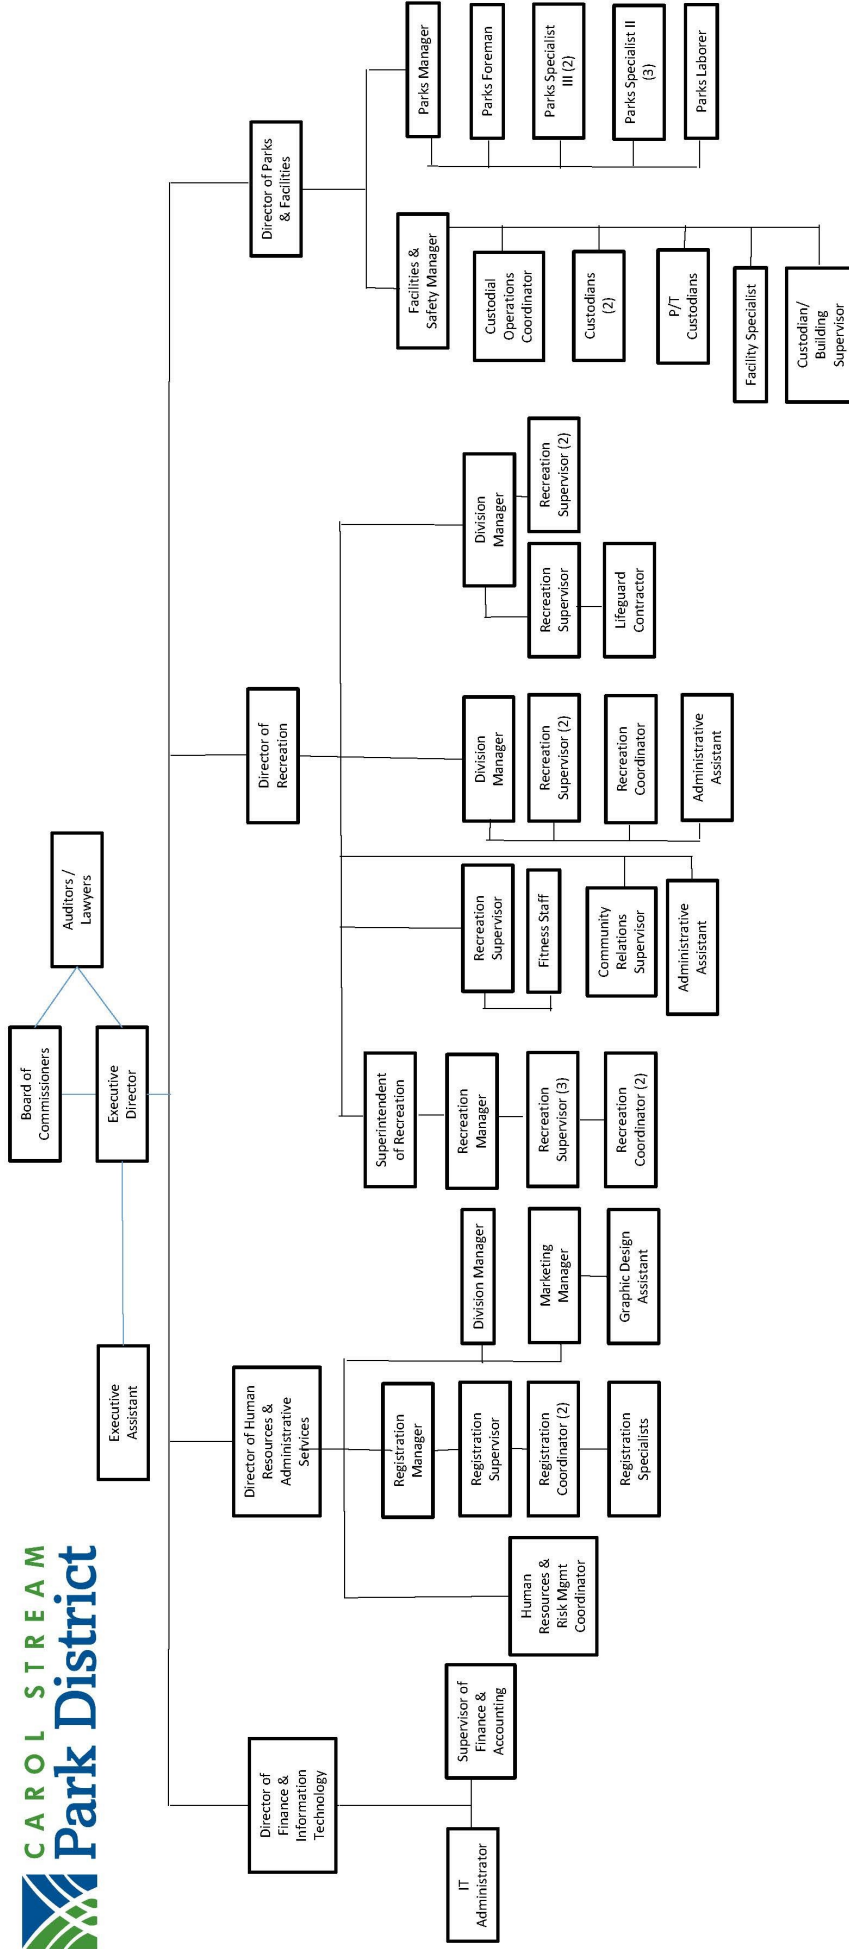 CAROL STREAM
Park District
Board of
Commissioners
Auditors /
Lawyers
Executive
Director
Executive
Assistant
Director of
Finance &
Information
Technology
IT
Administrator
Supervisor of
Finance &
Accounting
Director of Human
Resources &
Administrative
Services
Human
Resources &
Risk Mgmt
Coordinator
Registration
Manager
Registration
Supervisor
Registration
Coordinator (2)
Registration
Specialists
Division Manager
Marketing
Manager
Graphic Design
Assistant
Director of
Recreation
Superintendent
of Recreation
Recreation
Manager
Recreation
Supervisor (3)
Recreation
Coordinator (2)
Recreation
Supervisor
Fitness Staff
Community
Relations
Supervisor
Administrative
Assistant
Division
Manager
Recreation
Supervisor (2)
Recreation
Coordinator
Administrative
Assistant
Division
Manager
Recreation
Supervisor
Lifeguard
Contractor
Recreation
Supervisor (2)
Director of Parks
& Facilities
Facilities &
Safety Manager
Custodial
Operations
Coordinator
Custodians
(2)
P/T
Custodians
Facility Specialist
Custodian/
Building
Supervisor
Parks Manager
Parks Foreman
Parks Specialist
III (2)
Parks Specialist II
(3)
Parks Laborer